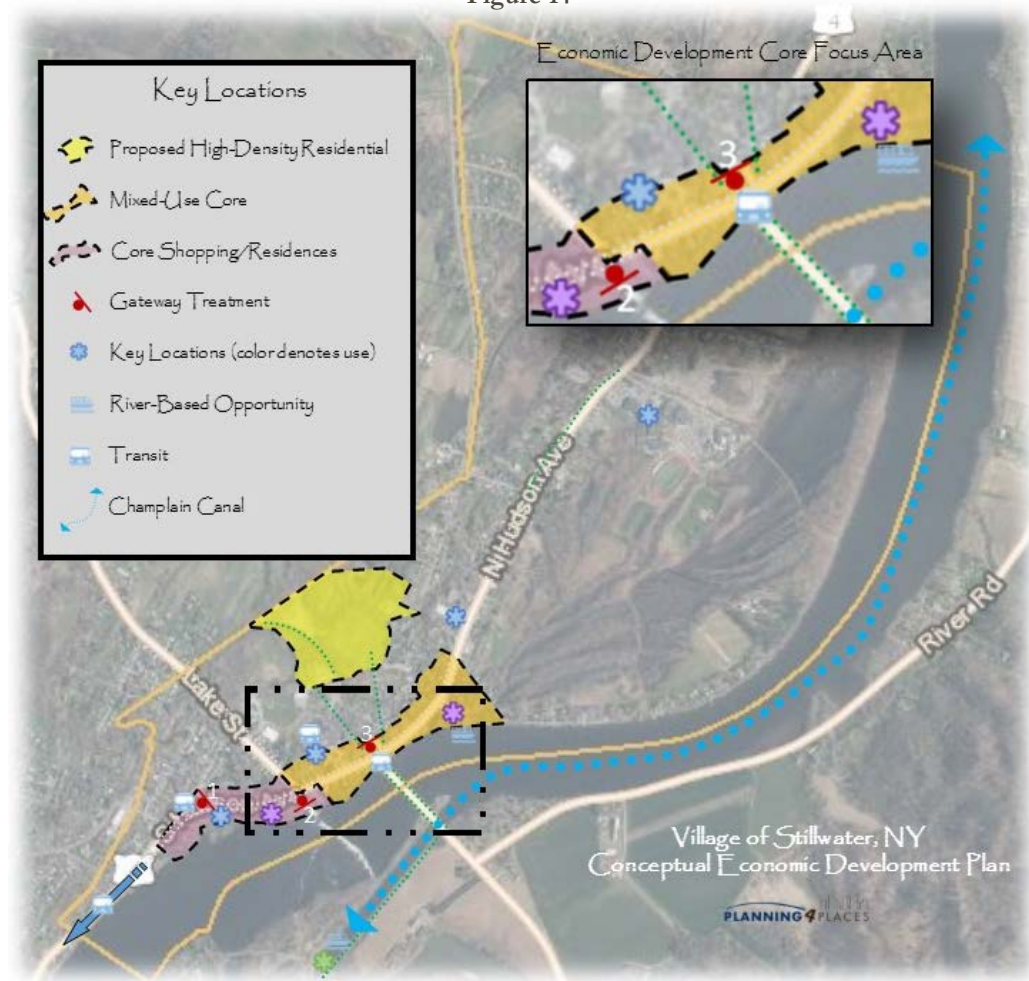 4
Economic Development Core Focus Area
Key Locations
Proposed High-Density Residential
Mixed-Use Core
Core Shopping/Residences
Gateway Treatment
Key Locations (color denotes use)
River-Based Opportunity
Transit
Champlain Canal
3
2
N Hudson Ave
River Rd
Lake St
3
1
2
Village of Stillwater, NY
Conceptual Economic Development Plan
PLANNING4PLACES